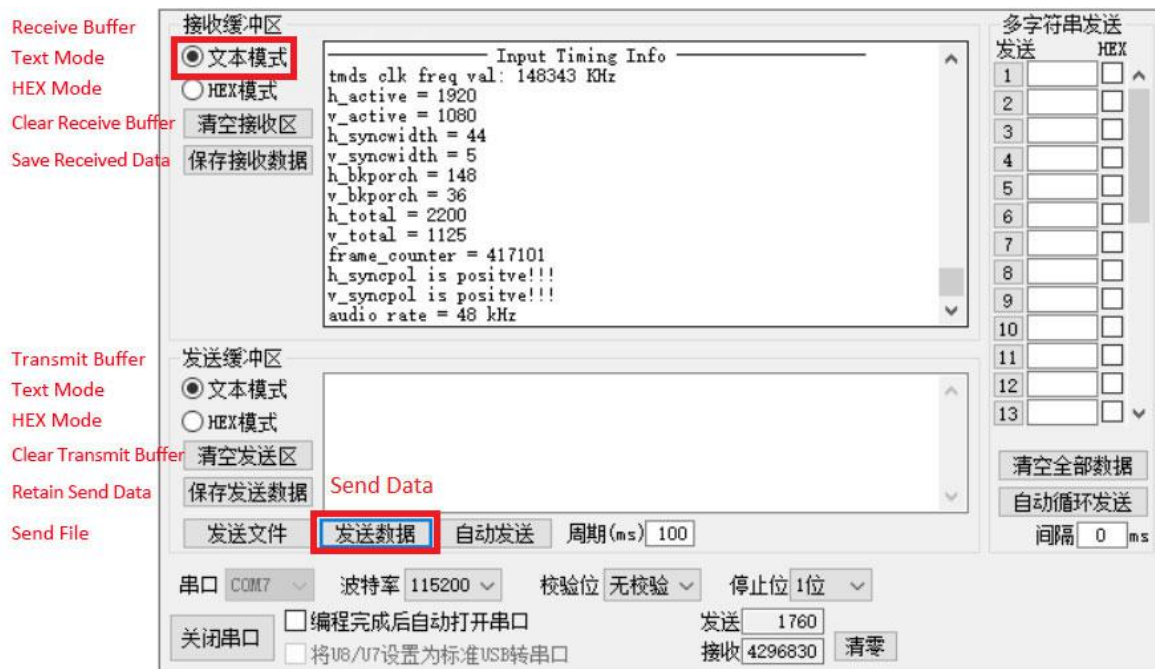 Receive Buffer
Text Mode
HEX Mode
Clear Receive Buffer
Save Received Data
接收缓冲区
文本模式
HEX模式
清空接收区
保存接收数据
Input Timing Info
tmds clk freq val: 148343 KHz
h_active = 1920
v_active = 1080
h_syncwidth = 44
v_syncwidth = 5
h_bkporch = 148
v_bkporch = 36
h_total = 2200
v_total = 1125
frame_counter = 417101
h_syncpol is positve!!!
v_syncpol is positve!!!
audio rate = 48 kHz
多字符串发送
发送 HEX
1
2
3
4
5
6
7
8
9
10
11
12
13
清空全部数据
自动循环发送
间隔 0 ms
Transmit Buffer
Text Mode
HEX Mode
Clear Transmit Buffer
Retain Send Data
Send File
发送缓冲区
文本模式
HEX模式
清空发送区
保存发送数据
Send Data
发送文件 发送数据 自动发送 周期(ms) 100
串口 COM7 波特率 115200 校验位 无校验 停止位 1位
关闭串口
编程完成后自动打开串口
将U8/U7设置为标准USB转串口
发送 1760
接收 4296830 清零